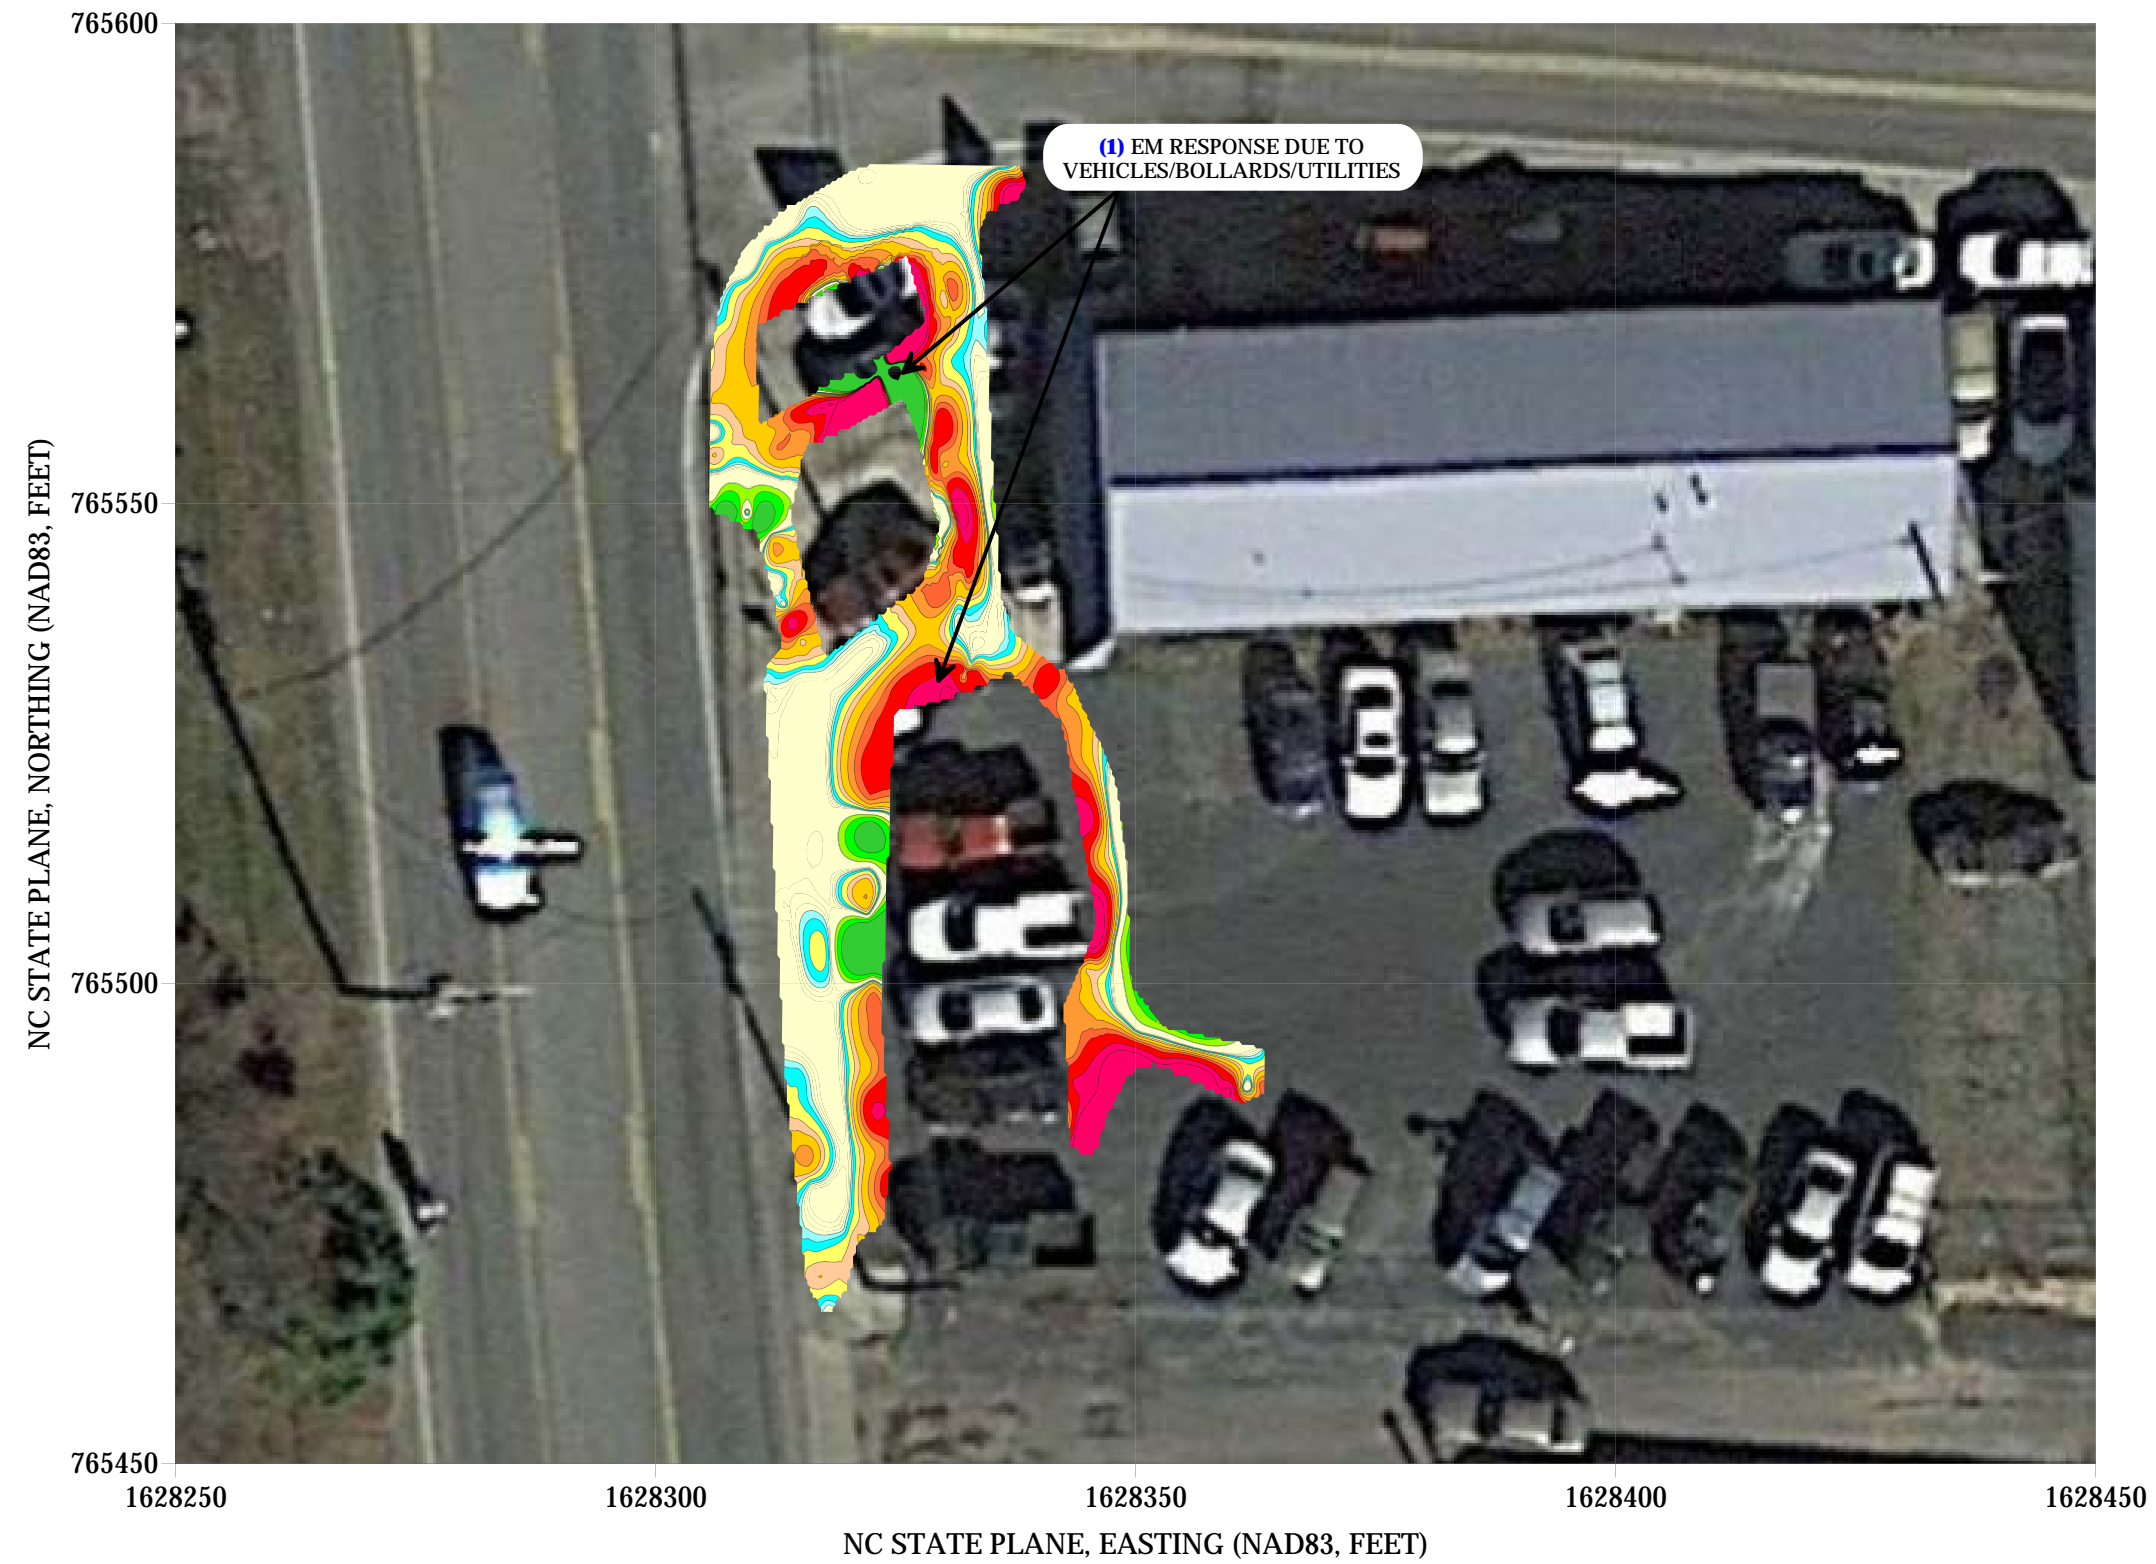 765600
(1) EM RESPONSE DUE TO
VEHICLES/BOLLARDS/UTILITIES
765550
NC STATE PLANE, NORTHING (NAD83, FEET)
765500
765450
1628250
1628300
1628350
1628400
1628450
NC STATE PLANE, EASTING (NAD83, FEET)